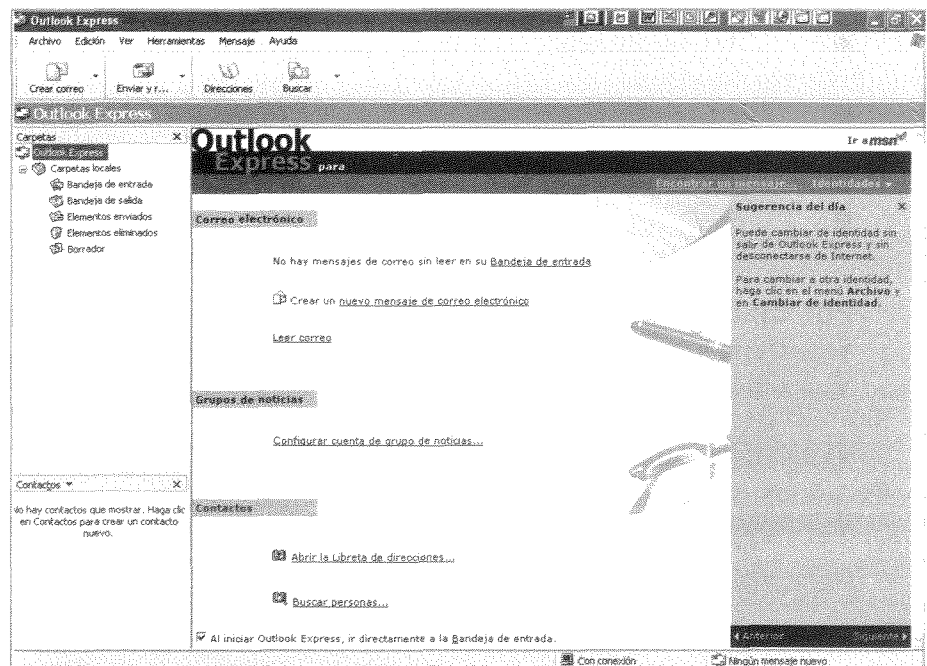 Outlook Express
Archivo Edición Ver Herramientas Mensaje Ayuda
Crear correo Enviar y r... Direcciones Buscar
Outlook Express
Carpetas
Outlook Express
Carpetas locales
Bandeja de entrada
Bandeja de salida
Elementos enviados
Elementos eliminados
Borrador
Contactos
No hay contactos que mostrar. Haga clic
en Contactos para crear un contacto
nuevo.
Outlook
Express para
Ir a msn
Encontrar un mensaje... Identidades
Correo electrónico
No hay mensajes de correo sin leer en su Bandeja de entrada
Crear un nuevo mensaje de correo electrónico
Leer correo
Grupos de noticias
Configurar cuenta de grupo de noticias...
Contactos
Abrir la Libreta de direcciones...
Buscar personas...
Al iniciar Outlook Express, ir directamente a la Bandeja de entrada.
Sugerencia del día
Puede cambiar de identidad sin
salir de Outlook Express y sin
desconectarse de Internet.
Para cambiar a otra identidad,
haga clic en el menú Archivo y
en Cambiar de identidad.
Anterior Siguiente
Con conexión Ningún mensaje nuevo